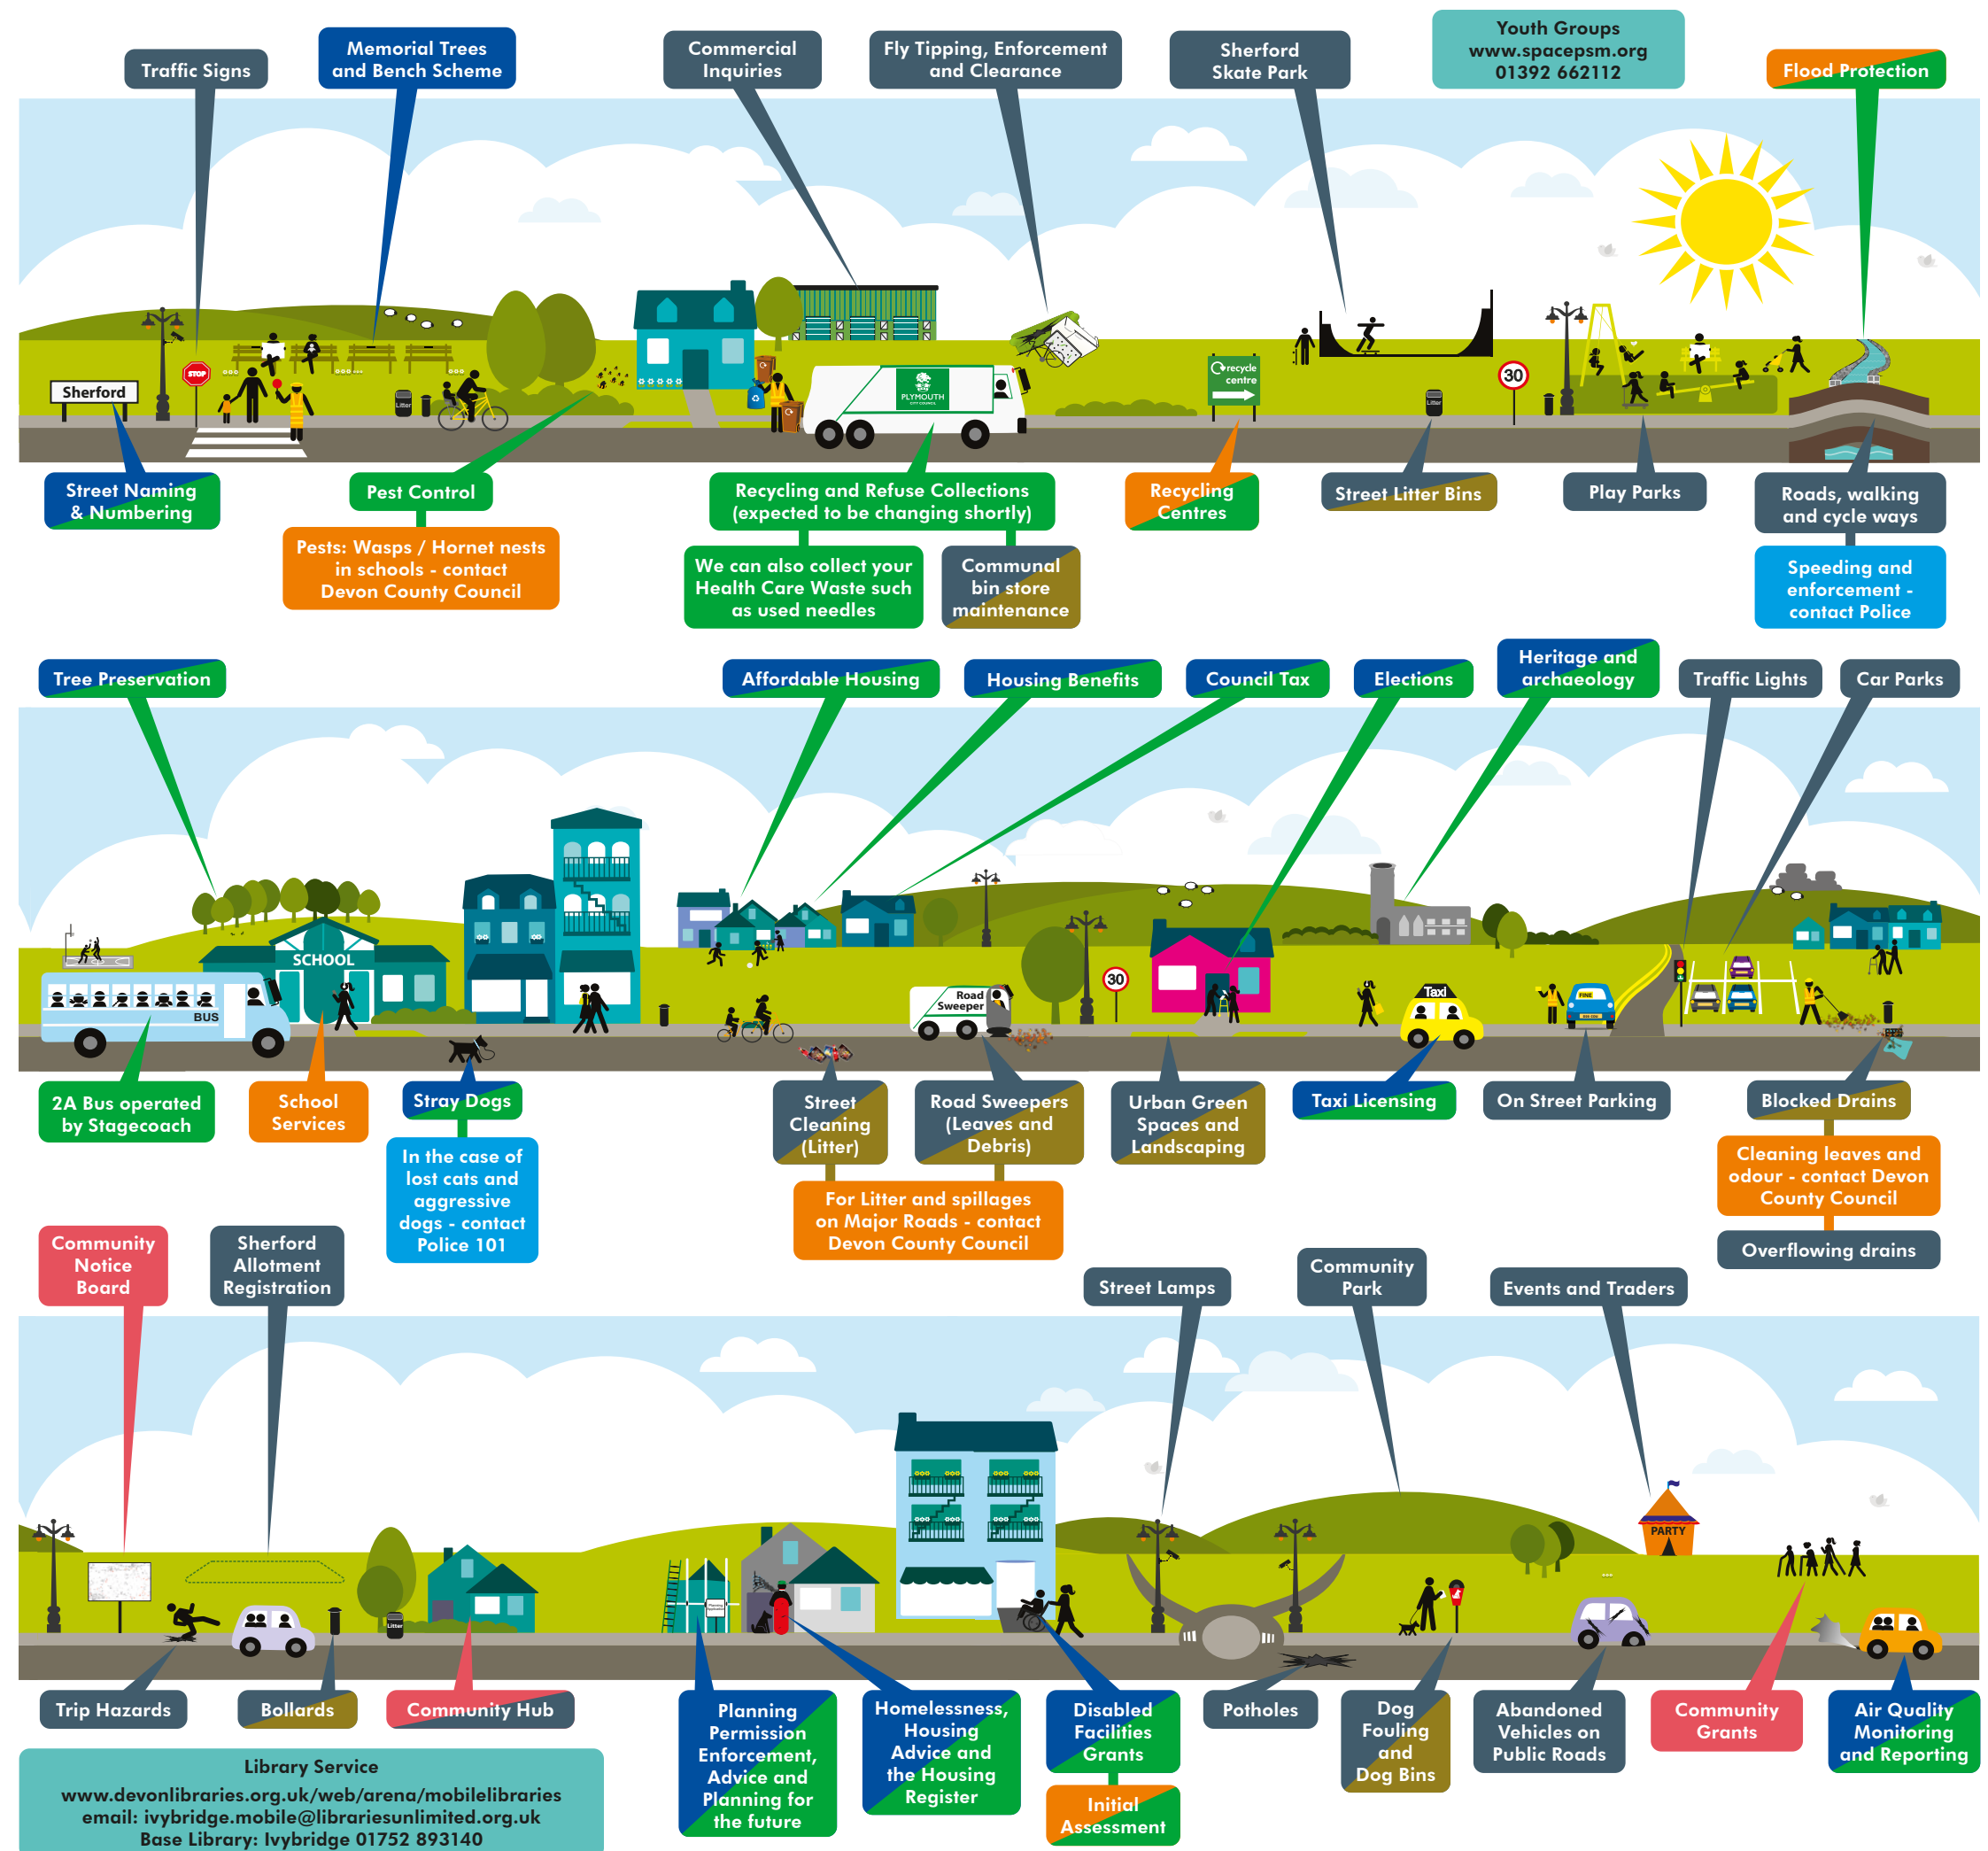 Traffic Signs
Memorial Trees
and Bench Scheme
Commercial
Inquiries
Fly Tipping, Enforcement
and Clearance
Sherford
Skate Park
Youth Groups
www.spacepsm.org
01392 662112
Flood Protection
Sherford
STOP
Litter
PLYMOUTH
CITY COUNCIL
recycle
centre
Litter
30
Street Naming
& Numbering
Pest Control
Pests: Wasps / Hornet nests
in schools - contact
Devon County Council
Recycling and Refuse Collections
(expected to be changing shortly)
We can also collect your
Health Care Waste such
as used needles
Communal
bin store
maintenance
Recycling
Centres
Street Litter Bins
Play Parks
Roads, walking
and cycle ways
Speeding and
enforcement -
contact Police
Tree Preservation
Affordable Housing
Housing Benefits
Council Tax
Elections
Heritage and
archaeology
Traffic Lights
Car Parks
SCHOOL
BUS
Road
Sweeper
30
Taxi
FINE
2A Bus operated
by Stagecoach
School
Services
Stray Dogs
In the case of
lost cats and
aggressive
dogs - contact
Police 101
Street
Cleaning
(Litter)
Road Sweepers
(Leaves and
Debris)
For Litter and spillages
on Major Roads - contact
Devon County Council
Urban Green
Spaces and
Landscaping
Taxi Licensing
On Street Parking
Blocked Drains
Cleaning leaves and
odour - contact Devon
County Council
Overflowing drains
Community
Notice
Board
Sherford
Allotment
Registration
Street Lamps
Community
Park
Events and Traders
PARTY
Litter
Trip Hazards
Bollards
Community Hub
Planning
Permission
Enforcement,
Advice and
Planning for
the future
Homelessness,
Housing
Advice and
the Housing
Register
Disabled
Facilities
Grants
Initial
Assessment
Potholes
Dog
Fouling
and
Dog Bins
Abandoned
Vehicles on
Public Roads
Community
Grants
Air Quality
Monitoring
and Reporting
Library Service
www.devonlibraries.org.uk/web/arena/mobilelibraries
email: ivybridge.mobile@librariesunlimited.org.uk
Base Library: Ivybridge 01752 893140